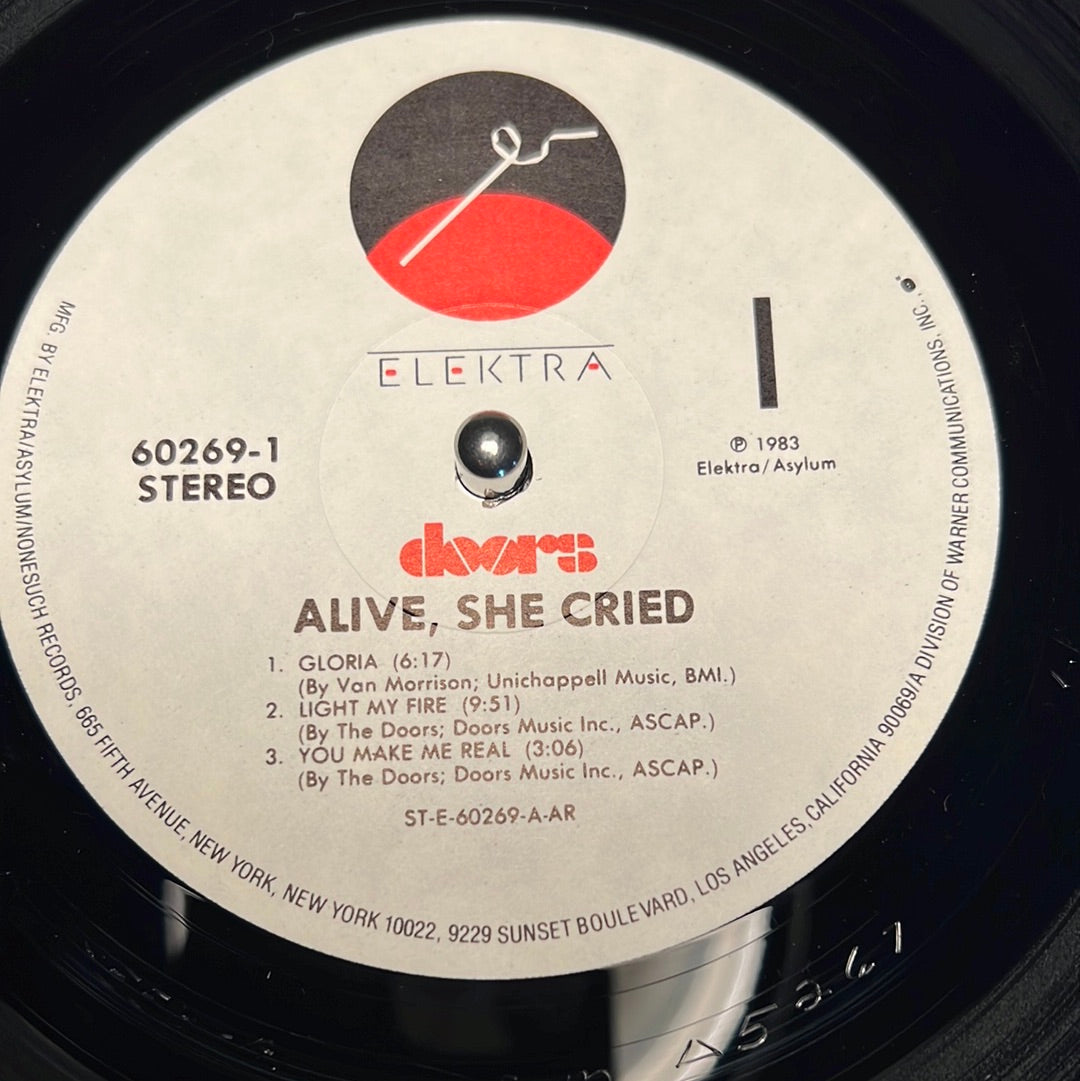 ELEKTRA
I
60269-1
STEREO
℗ 1983
Elektra/Asylum
doors
ALIVE, SHE CRIED
1. GLORIA (6:17)
(By Van Morrison; Unichappell Music, BMI.)
2. LIGHT MY FIRE (9:51)
(By The Doors; Doors Music Inc., ASCAP.)
3. YOU MAKE ME REAL (3:06)
(By The Doors; Doors Music Inc., ASCAP.)
ST-E-60269-A-AR
MFG. BY ELEKTRA/ASYLUM/NONESUCH RECORDS, 665 FIFTH AVENUE, NEW YORK, NEW YORK 10022, 9229 SUNSET BOULEVARD, LOS ANGELES, CALIFORNIA 90069/A DIVISION OF WARNER COMMUNICATIONS, INC.